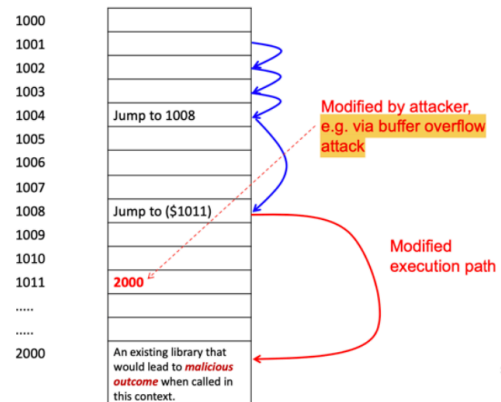 1000
1001
1002
1003
1004 Jump to 1008
1005
1006
1007
1008 Jump to ($1011)
1009
1010
1011 2000
.....
.....
2000 An existing library that
would lead to malicious
outcome when called in
this context.
Modified by attacker,
e.g. via buffer overflow
attack
Modified
execution path